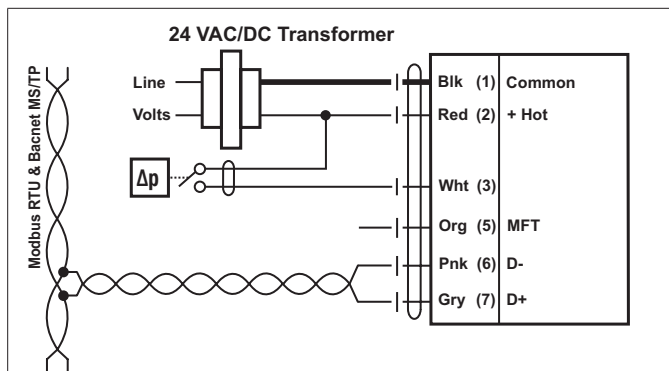 24 VAC/DC Transformer
Modbus RTU & Bacnet MS/TP
Line
Volts
Δp
Blk (1) Common
Red (2) + Hot
Wht (3)
Org (5) MFT
Pnk (6) D-
Gry (7) D+